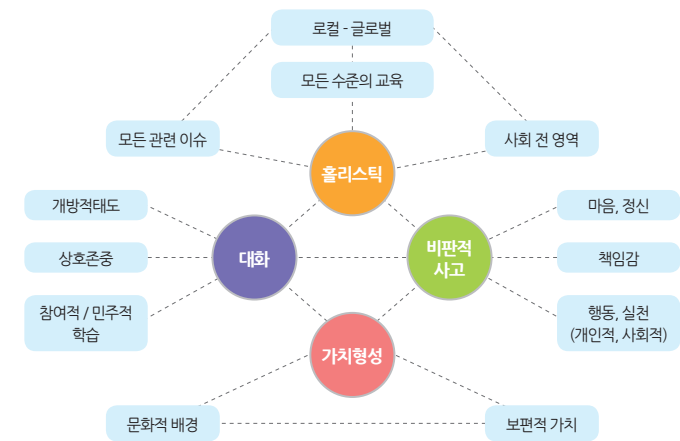 로컬 - 글로벌
모든 수준의 교육
모든 관련 이슈
사회 전 영역
홀리스틱
개방적태도
마음, 정신
상호존중
대화
비판적
사고
책임감
참여적 / 민주적
학습
행동, 실천
(개인적, 사회적)
가치형성
문화적 배경
보편적 가치